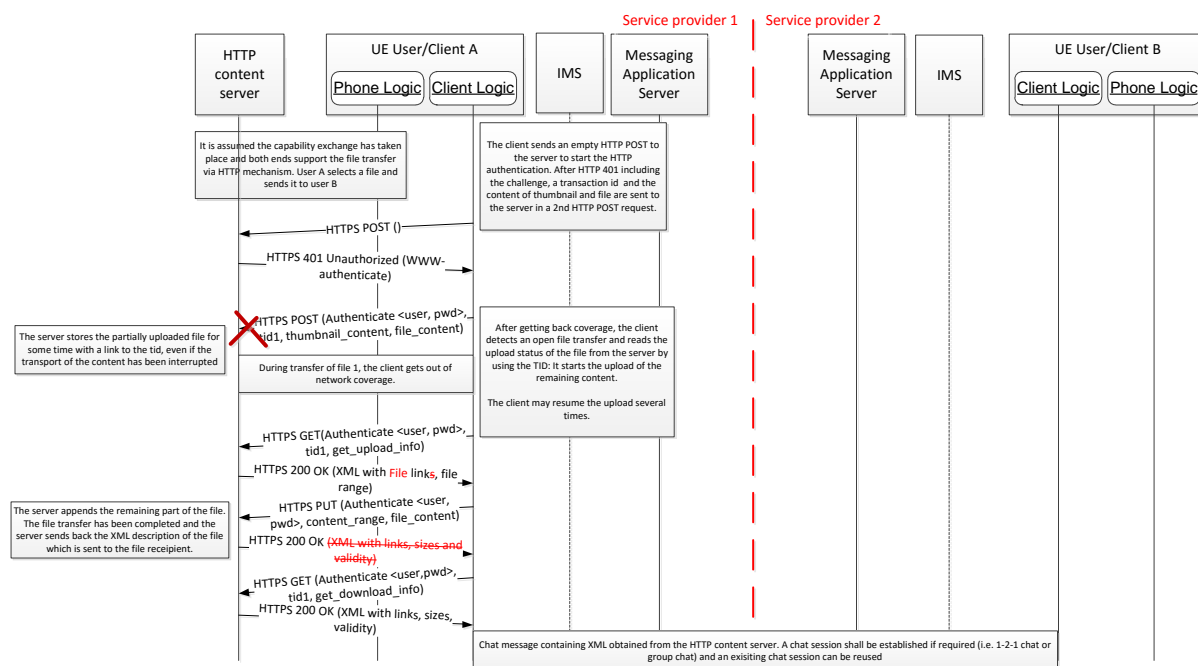 Service provider 1
Service provider 2
HTTP
content
server
UE User/Client A
Phone Logic
Client Logic
IMS
Messaging
Application
Server
Messaging
Application
Server
IMS
UE User/Client B
Client Logic
Phone Logic
It is assumed the capability exchange has taken
place and both ends support the file transfer
via HTTP mechanism. User A selects a file and
sends it to user B
The client sends an empty HTTP POST to
the server to start the HTTP
authentication. After HTTP 401 including
the challenge, a transaction id and the
content of thumbnail and file are sent to
the server in a 2nd HTTP POST request.
HTTPS POST ()
HTTPS 401 Unauthorized (WWW-
authenticate)
HTTPS POST (Authenticate <user, pwd>,
tid1, thumbnail_content, file_content)
The server stores the partially uploaded file for
some time with a link to the tid, even if the
transport of the content has been interrupted
During transfer of file 1, the client gets out of
network coverage.
After getting back coverage, the client
detects an open file transfer and reads the
upload status of the file from the server by
using the TID: It starts the upload of the
remaining content.
The client may resume the upload several
times.
HTTPS GET(Authenticate <user, pwd>,
tid1, get_upload_info)
HTTPS 200 OK (XML with File links, file
range)
HTTPS PUT (Authenticate <user,
pwd>, content_range, file_content)
The server appends the remaining part of the file.
The file transfer has been completed and the
server sends back the XML description of the file
which is sent to the file receipient.
HTTPS 200 OK (XML with links, sizes and
validity)
HTTPS GET (Authenticate <user,pwd>,
tid1, get_download_info)
HTTPS 200 OK (XML with links, sizes,
validity)
Chat message containing XML obtained from the HTTP content server. A chat session shall be established if required (i.e. 1-2-1 chat or
group chat) and an exisiting chat session can be reused